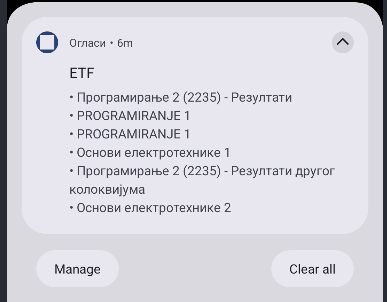 Огласи • 6m
ETF
• Програмирање 2 (2235) - Резултати
• PROGRAMIRANJE 1
• PROGRAMIRANJE 1
• Основи електротехнике 1
• Програмирање 2 (2235) - Резултати другог
колоквијума
• Основи електротехнике 2
Manage
Clear all